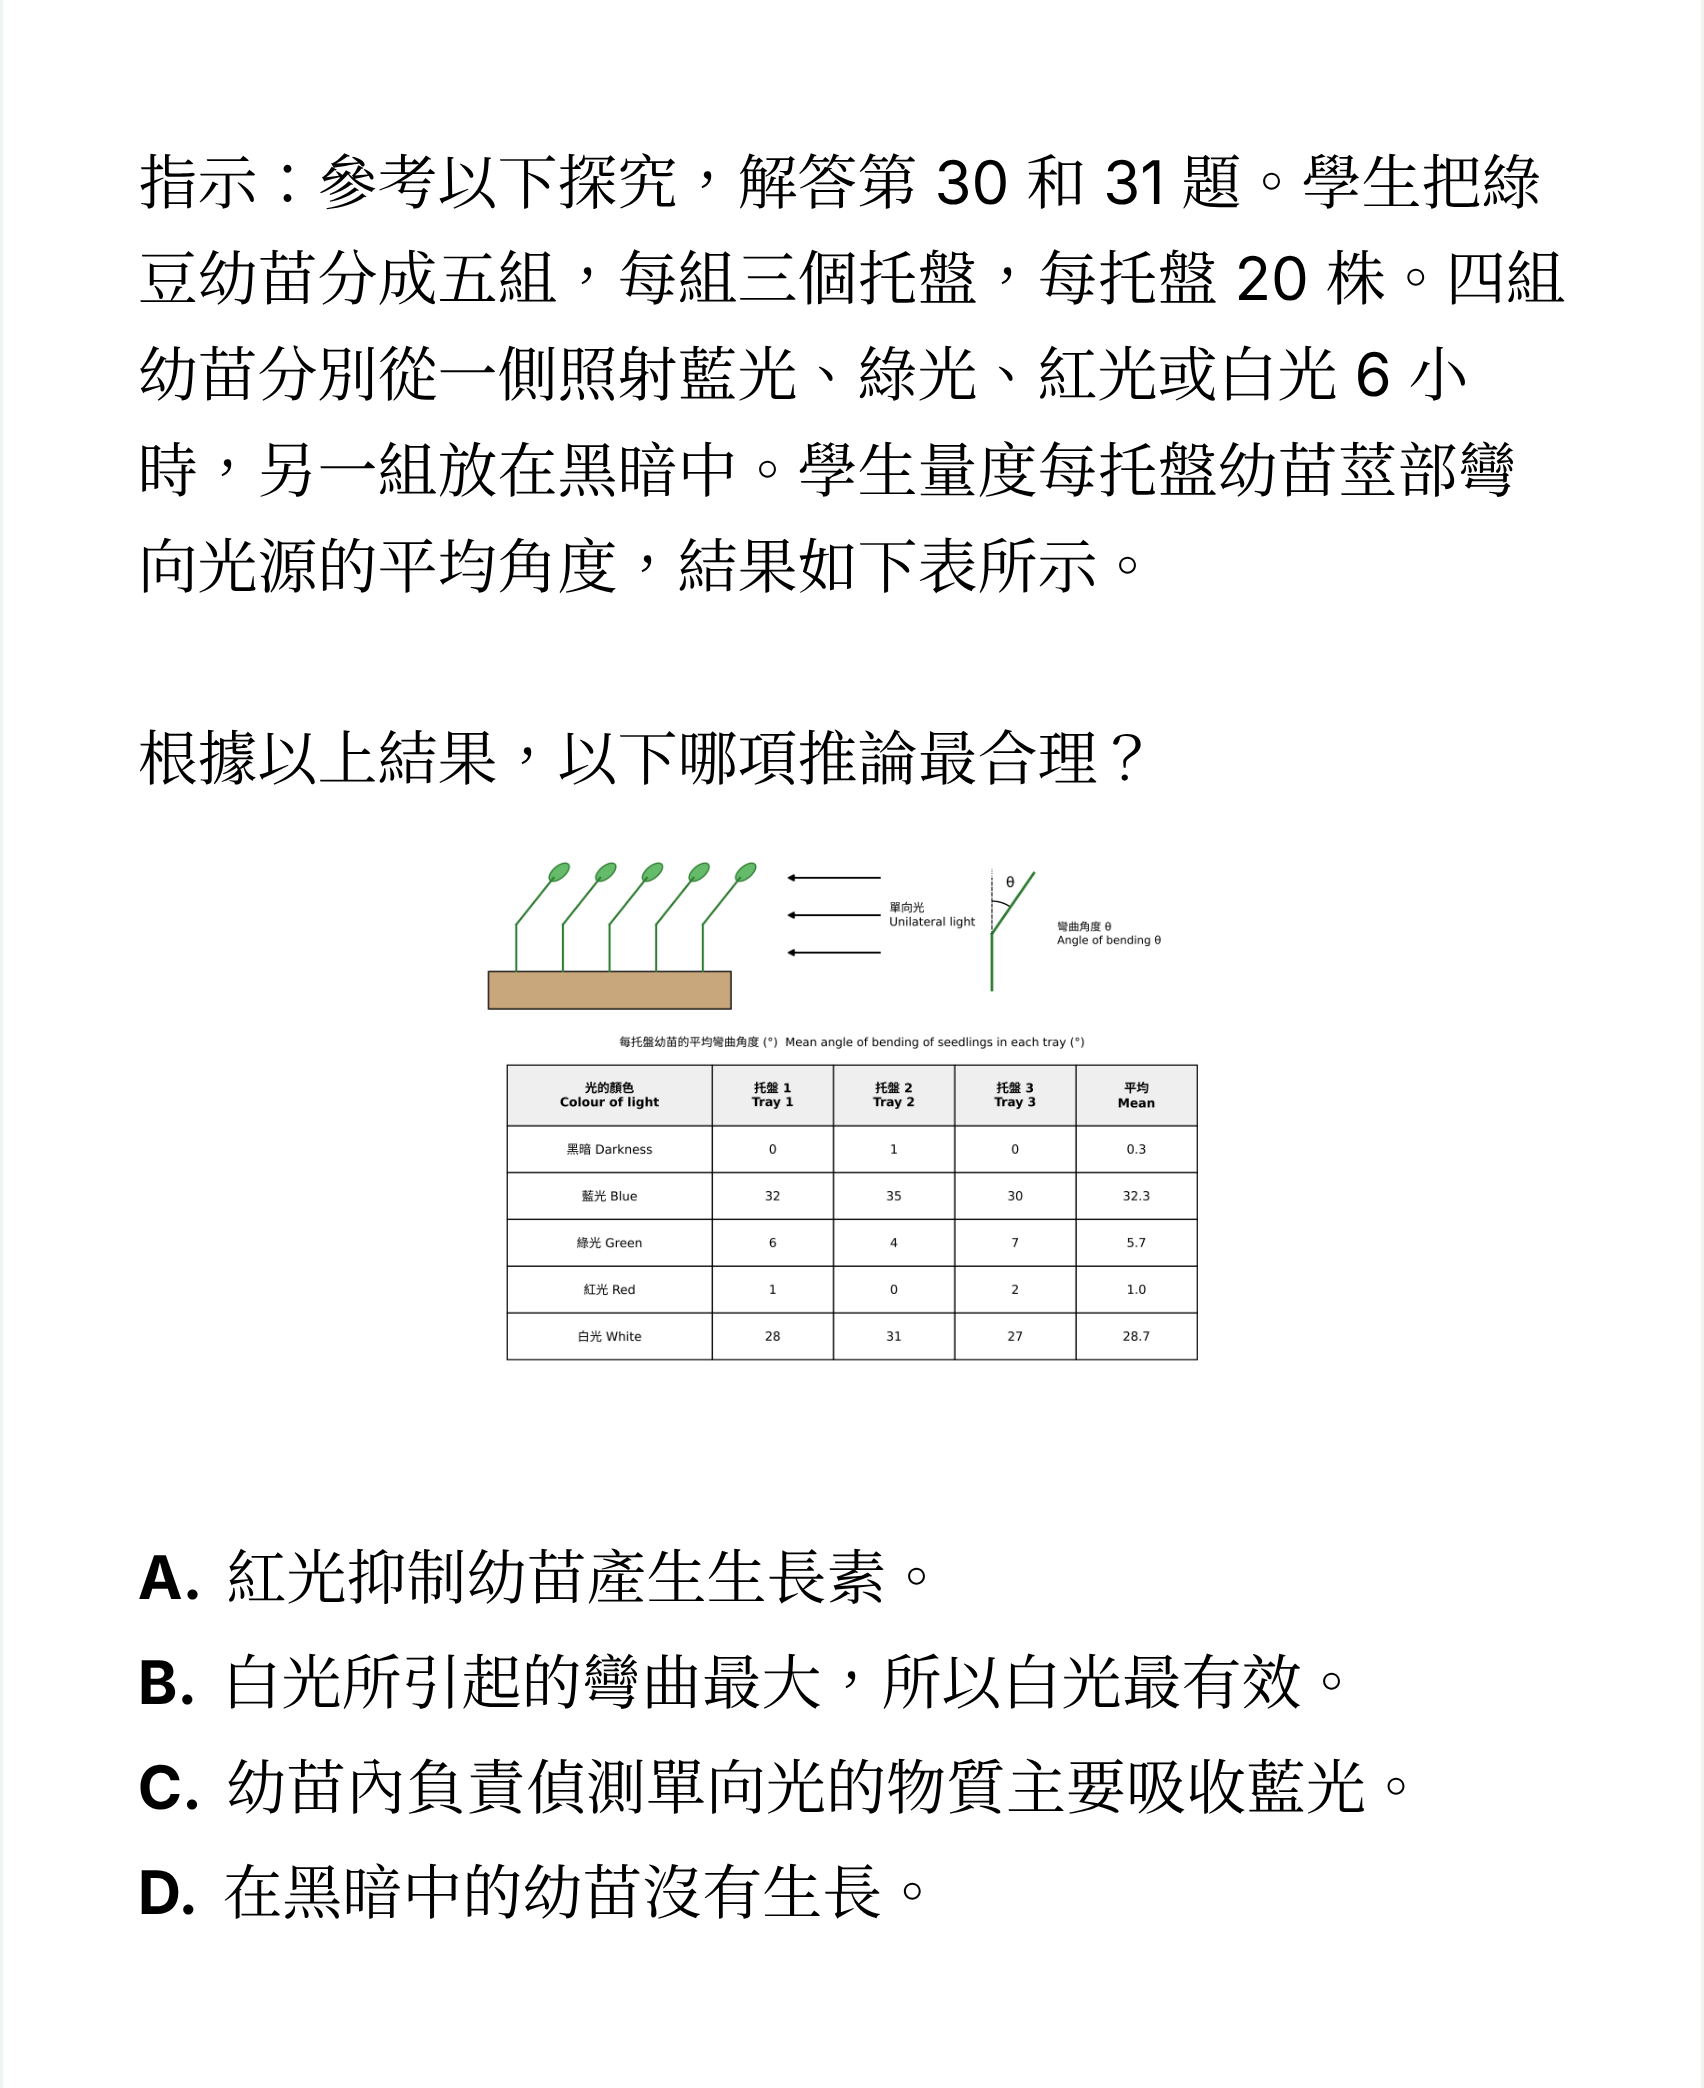 指示：參考以下探究，解答第 30 和 31 題。學生把綠
豆幼苗分成五組，每組三個托盤，每托盤 20 株。四組
幼苗分別從一側照射藍光、綠光、紅光或白光 6 小
時，另一組放在黑暗中。學生量度每托盤幼苗莖部彎
向光源的平均角度，結果如下表所示。
根據以上結果，以下哪項推論最合理？
單向光
Unilateral light
θ
彎曲角度 θ
Angle of bending θ
每托盤幼苗的平均彎曲角度 (°) Mean angle of bending of seedlings in each tray (°)
光的顏色 托盤 1 托盤 2 托盤 3 平均
Colour of light Tray 1 Tray 2 Tray 3 Mean
黑暗 Darkness 0 1 0 0.3
藍光 Blue 32 35 30 32.3
綠光 Green 6 4 7 5.7
紅光 Red 1 0 2 1.0
白光 White 28 31 27 28.7
A. 紅光抑制幼苗產生生長素。
B. 白光所引起的彎曲最大，所以白光最有效。
C. 幼苗內負責偵測單向光的物質主要吸收藍光。
D. 在黑暗中的幼苗沒有生長。